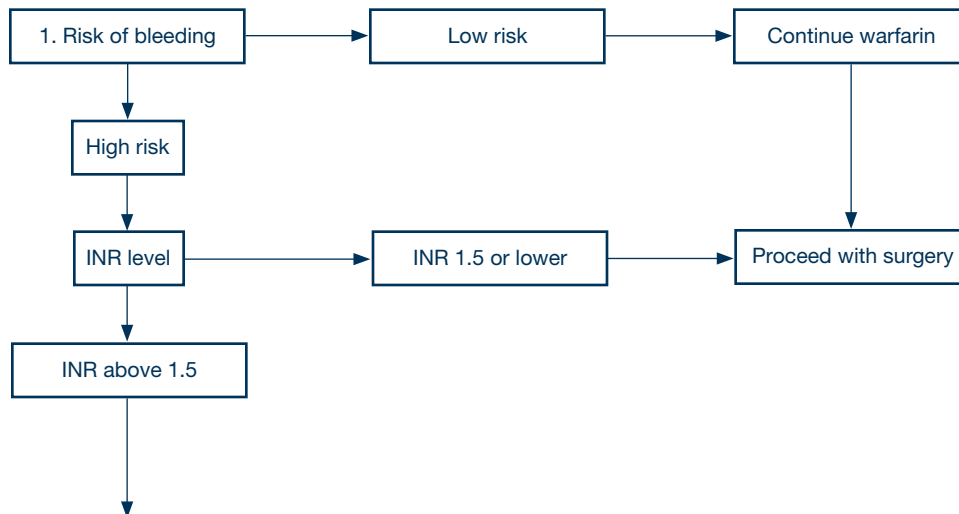 1. Risk of bleeding
Low risk
Continue warfarin
High risk
INR level
INR 1.5 or lower
Proceed with surgery
INR above 1.5